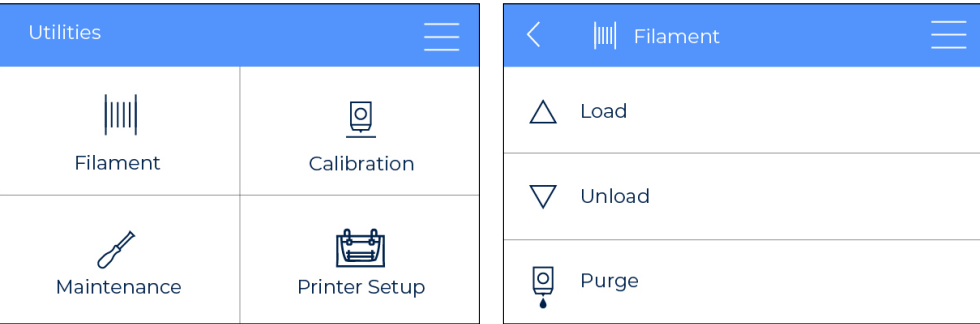 Utilities
Filament
Calibration
Maintenance
Printer Setup
Filament
Load
Unload
Purge